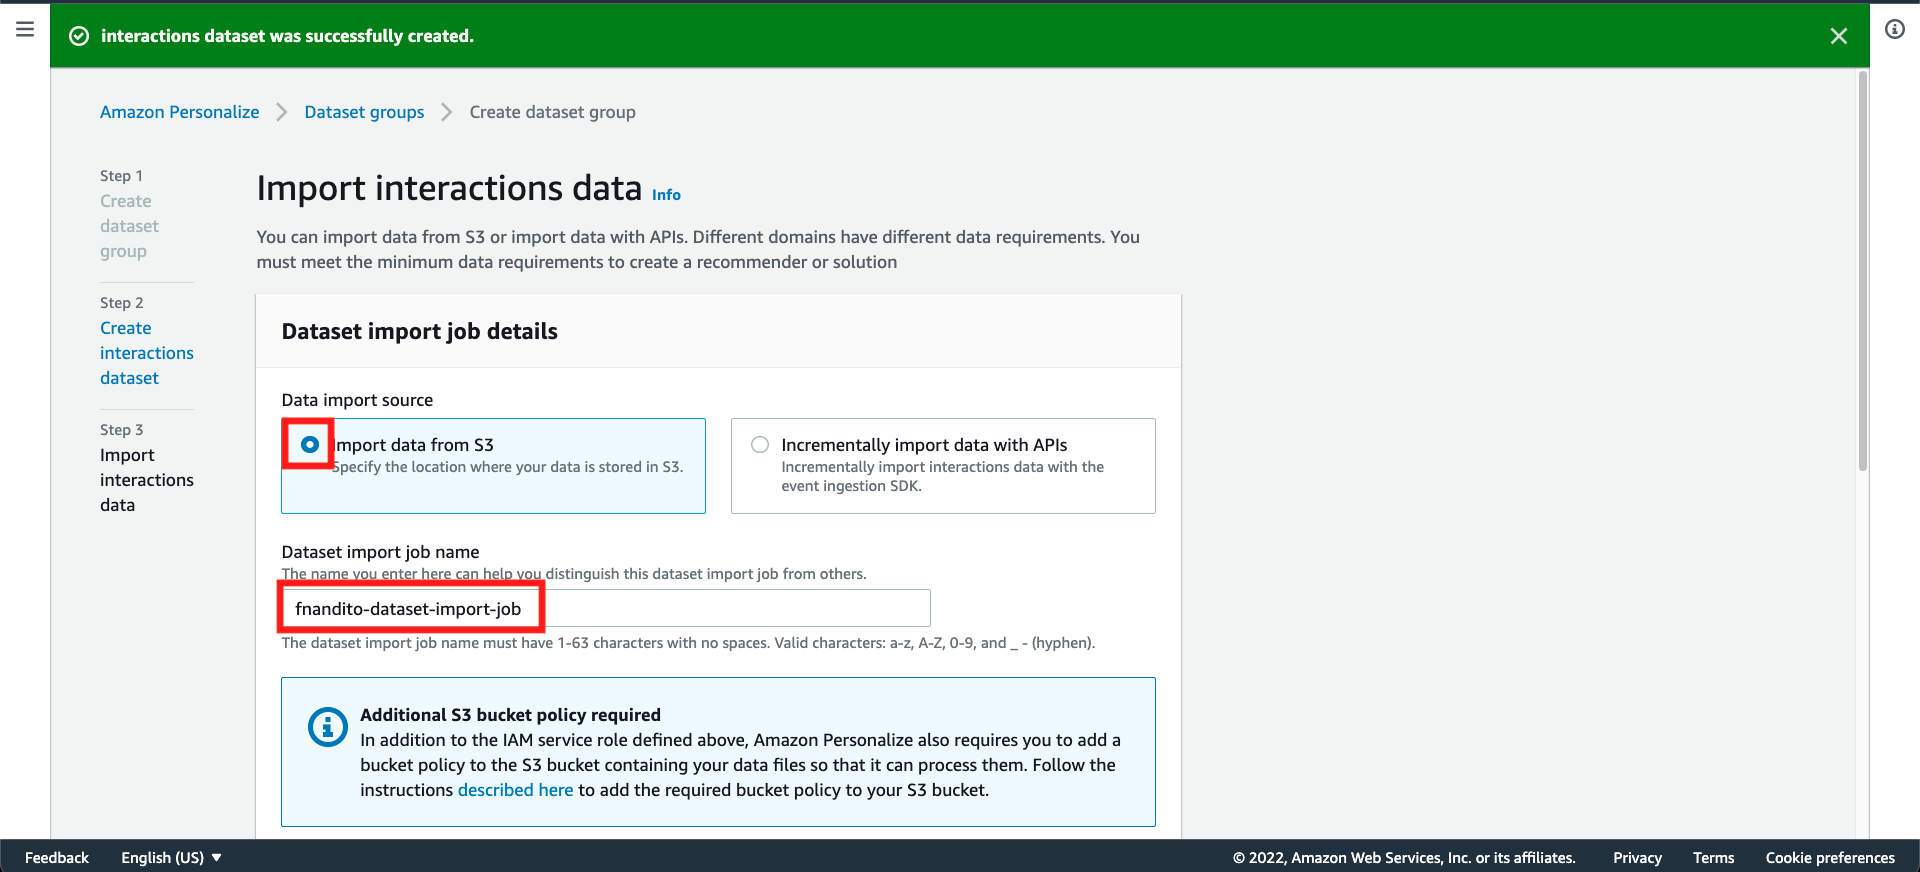 interactions dataset was successfully created.
Amazon Personalize
Dataset groups
Create dataset group
Step 1
Create
dataset
group
Step 2
Create
interactions
dataset
Step 3
Import
interactions
data
Import interactions data Info
You can import data from S3 or import data with APIs. Different domains have different data requirements. You
must meet the minimum data requirements to create a recommender or solution
Dataset import job details
Data import source
Import data from S3
Specify the location where your data is stored in S3.
Incrementally import data with APIs
Incrementally import interactions data with the
event ingestion SDK.
Dataset import job name
The name you enter here can help you distinguish this dataset import job from others.
fnandito-dataset-import-job
The dataset import job name must have 1-63 characters with no spaces. Valid characters: a-z, A-Z, 0-9, and _ - (hyphen).
Additional S3 bucket policy required
In addition to the IAM service role defined above, Amazon Personalize also requires you to add a
bucket policy to the S3 bucket containing your data files so that it can process them. Follow the
instructions described here to add the required bucket policy to your S3 bucket.
Feedback
English (US)
© 2022, Amazon Web Services, Inc. or its affiliates.
Privacy
Terms
Cookie preferences